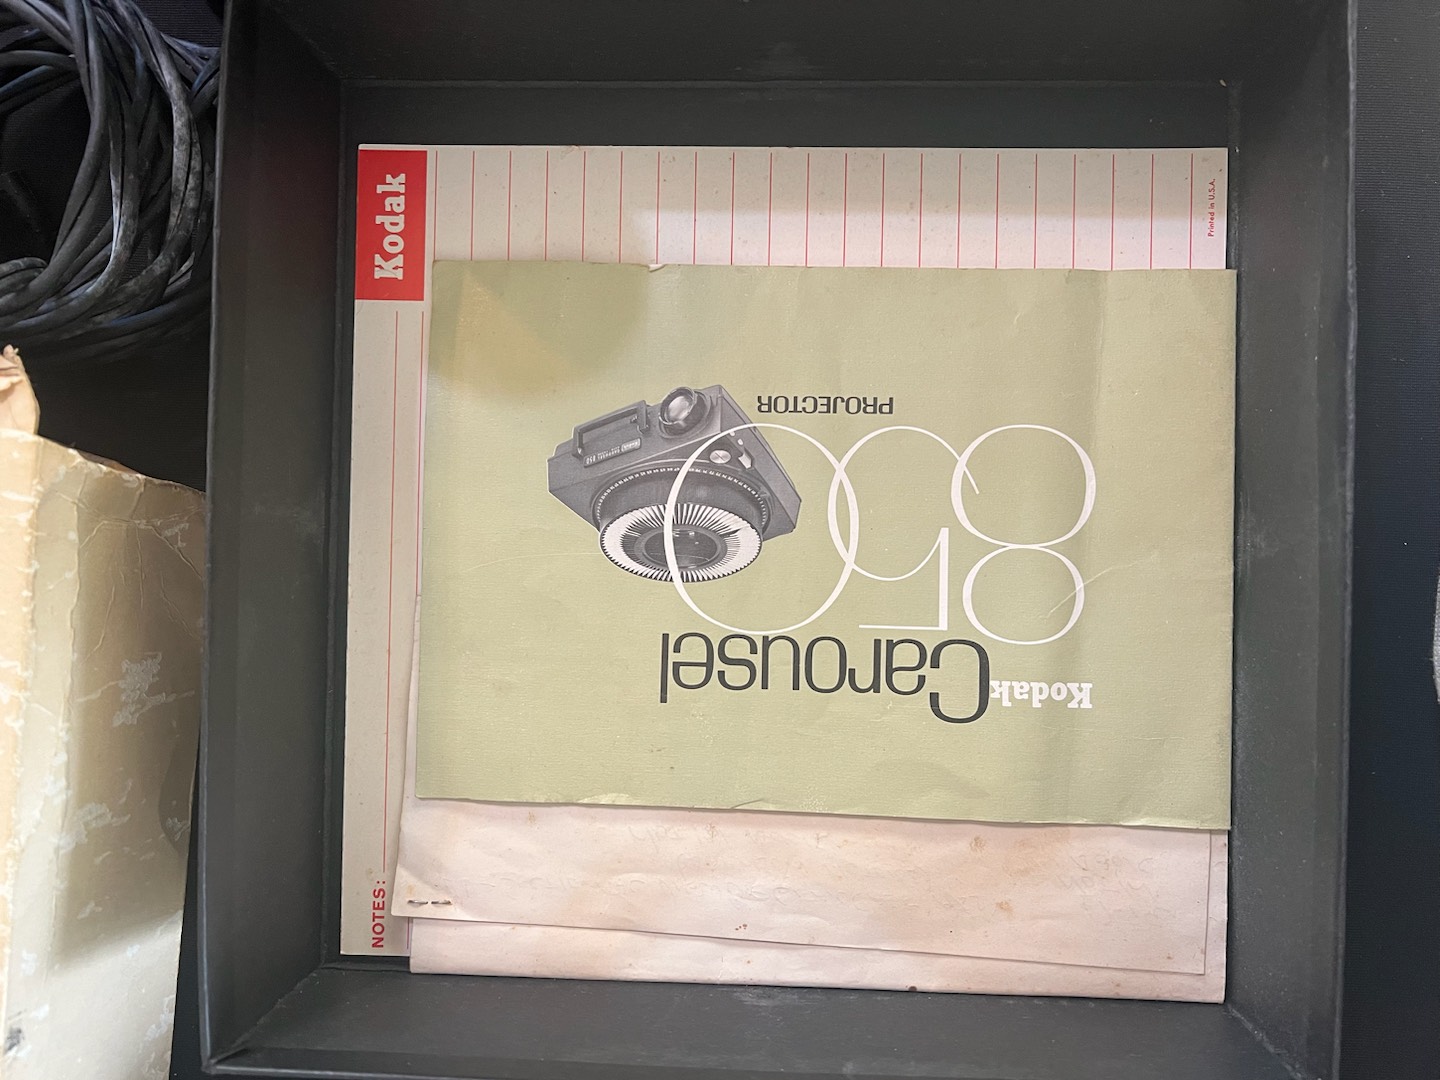 Kodak
Printed in U.S.A.
NOTES:
Kodak Carousel
850
PROJECTOR